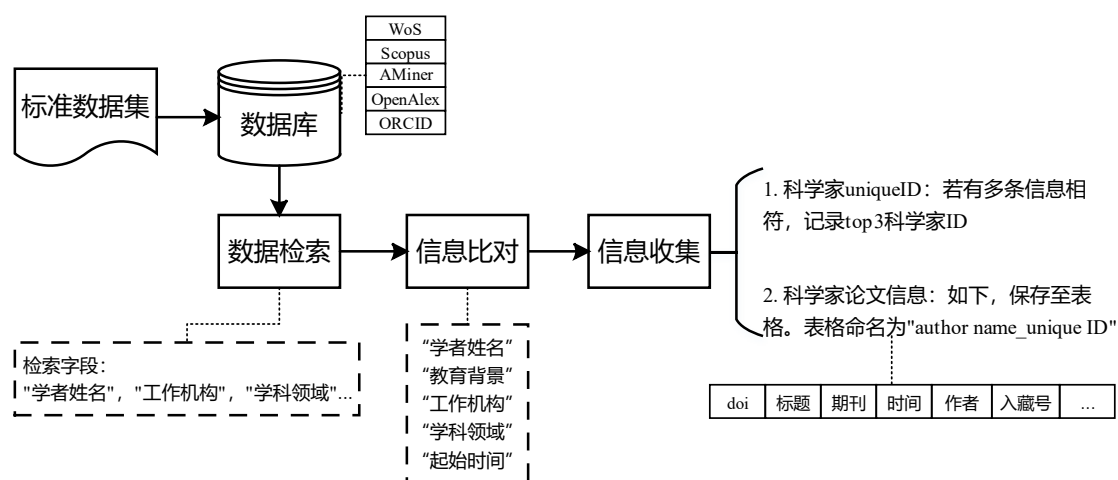 WoS
Scopus
AMiner
OpenAlex
ORCID
标准数据集
数据库
数据检索
信息比对
信息收集
1. 科学家uniqueID：若有多条信息相
符，记录top3科学家ID
2. 科学家论文信息：如下，保存至表
格。表格命名为"author name_unique ID"
检索字段：
"学者姓名"，"工作机构"，"学科领域"...
“学者姓名”
“教育背景”
“工作机构”
“学科领域”
“起始时间”
doi 标题 期刊 时间 作者 入藏号 ...